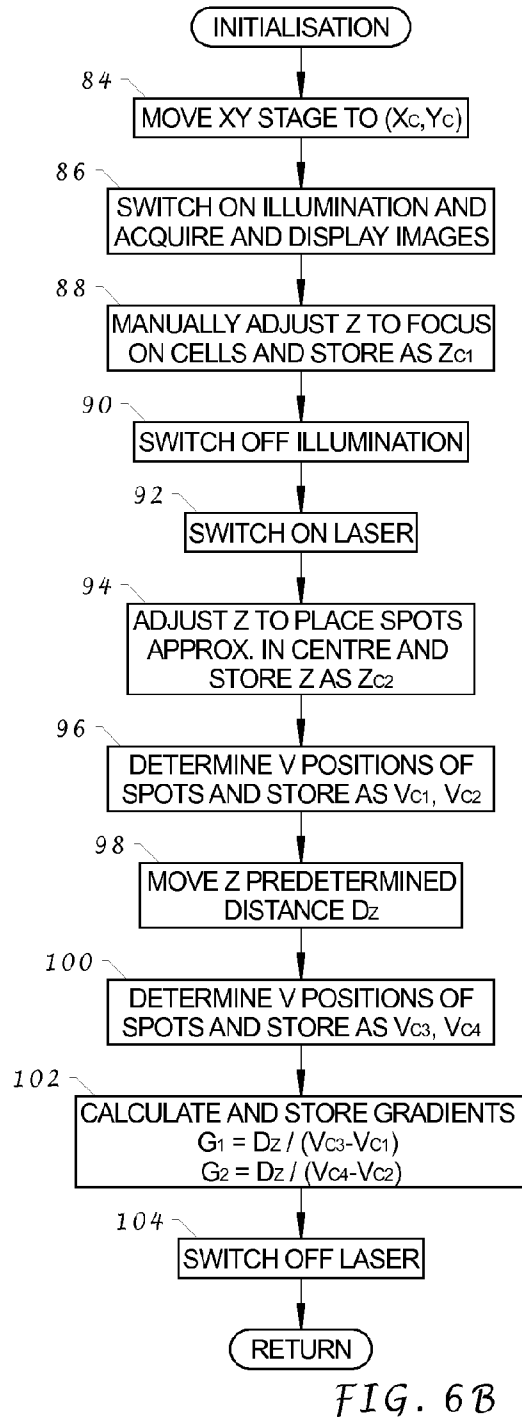 INITIALISATION
84
MOVE XY STAGE TO (XC,YC)
86
SWITCH ON ILLUMINATION AND
ACQUIRE AND DISPLAY IMAGES
88
MANUALLY ADJUST Z TO FOCUS
ON CELLS AND STORE AS ZC1
90
SWITCH OFF ILLUMINATION
92
SWITCH ON LASER
94
ADJUST Z TO PLACE SPOTS
APPROX. IN CENTRE AND
STORE Z AS ZC2
96
DETERMINE V POSITIONS OF
SPOTS AND STORE AS VC1, VC2
98
MOVE Z PREDETERMINED
DISTANCE DZ
100
DETERMINE V POSITIONS OF
SPOTS AND STORE AS VC3, VC4
102
CALCULATE AND STORE GRADIENTS
G1 = DZ / (VC3-VC1)
G2 = DZ / (VC4-VC2)
104
SWITCH OFF LASER
RETURN
FIG. 6B